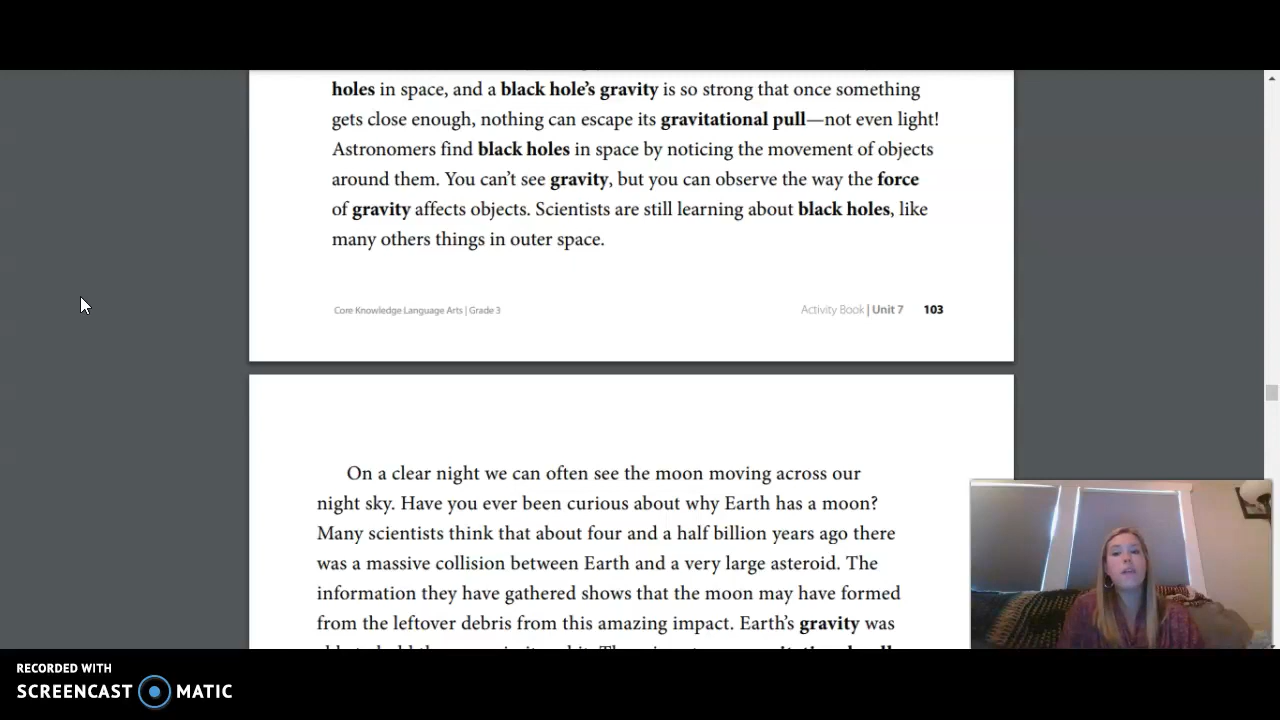 holes in space, and a black hole's gravity is so strong that once something
gets close enough, nothing can escape its gravitational pull—not even light!
Astronomers find black holes in space by noticing the movement of objects
around them. You can't see gravity, but you can observe the way the force
of gravity affects objects. Scientists are still learning about black holes, like
many others things in outer space.
Core Knowledge Language Arts | Grade 3
Activity Book | Unit 7 103
On a clear night we can often see the moon moving across our
night sky. Have you ever been curious about why Earth has a moon?
Many scientists think that about four and a half billion years ago there
was a massive collision between Earth and a very large asteroid. The
information they have gathered shows that the moon may have formed
from the leftover debris from this amazing impact. Earth's gravity was
RECORDED WITH
SCREENCAST MATIC